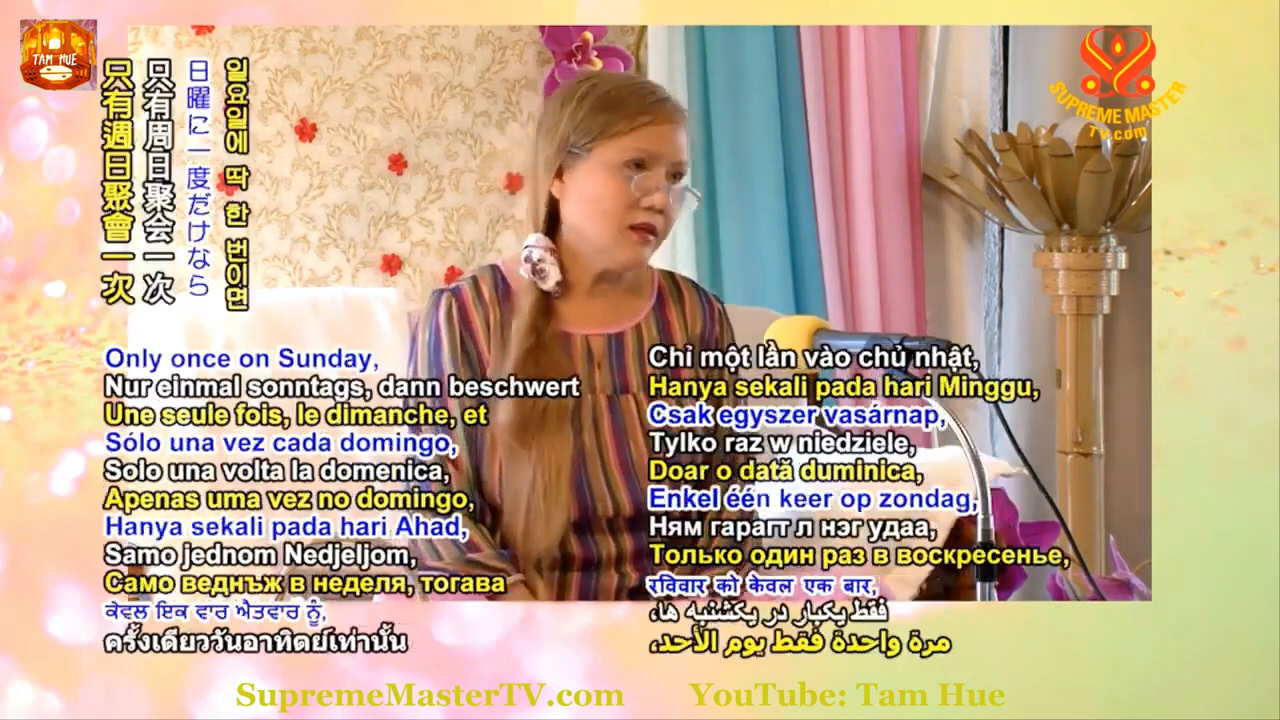 TAM HUE
SUPREME MASTER
TV.com
只有週日聚會一次
只有周日聚会一次
日曜に一度だけなら
일요일에 딱 한 번이면
Only once on Sunday,
Nur einmal sonntags, dann beschwert
Une seule fois, le dimanche, et
Sólo una vez cada domingo,
Solo una volta la domenica,
Apenas uma vez no domingo,
Hanya sekali pada hari Ahad,
Samo jednom Nedjeljom,
Само веднъж в неделя, тогава
ਕੇਵਲ ਇਕ ਵਾਰ ਐਤਵਾਰ ਨੂੰ,
ครั้งเดียววันอาทิตย์เท่านั้น
Chỉ một lần vào chủ nhật,
Hanya sekali pada hari Minggu,
Csak egyszer vasárnap,
Tylko raz w niedziele,
Doar o dată duminica,
Enkel één keer op zondag,
Ням гарагт л нэг удаа,
Только один раз в воскресенье,
रविवार को केवल एक बार,
فقط یکبار در یکشنبه ها،
مرة واحدة فقط يوم الأحد،
SupremeMasterTV.com YouTube: Tam Hue